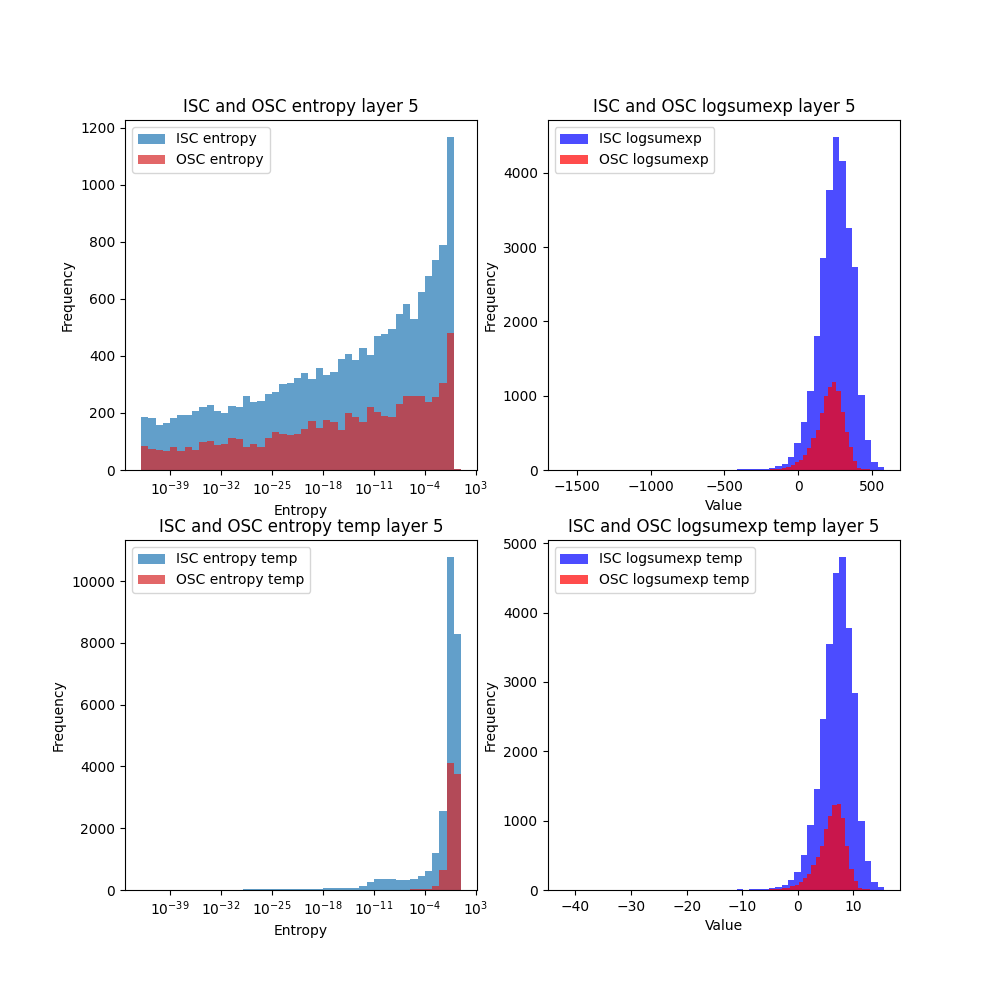 ISC and OSC entropy layer 5
ISC entropy
OSC entropy
Frequency
1200
1000
800
600
400
200
0
10^-39
10^-32
10^-25
10^-18
10^-11
10^-4
10^3
Entropy
ISC and OSC logsumexp layer 5
ISC logsumexp
OSC logsumexp
Frequency
4000
3000
2000
1000
0
−1500
−1000
−500
0
500
Value
ISC and OSC entropy temp layer 5
ISC entropy temp
OSC entropy temp
Frequency
10000
8000
6000
4000
2000
0
10^-39
10^-32
10^-25
10^-18
10^-11
10^-4
10^3
Entropy
ISC and OSC logsumexp temp layer 5
ISC logsumexp temp
OSC logsumexp temp
Frequency
5000
4000
3000
2000
1000
0
−40
−30
−20
−10
0
10
Value